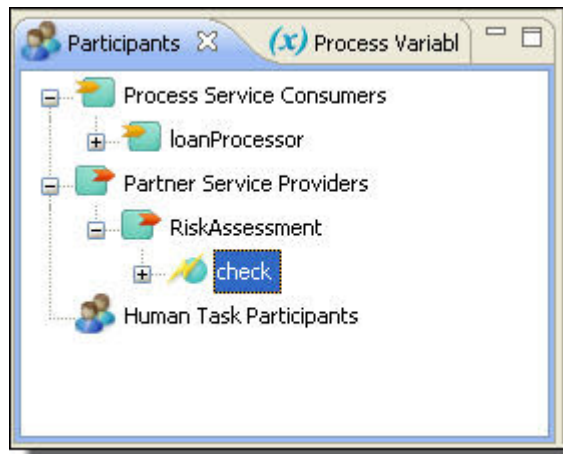 Participants (x) Process Variabl
Process Service Consumers
loanProcessor
Partner Service Providers
RiskAssessment
check
Human Task Participants